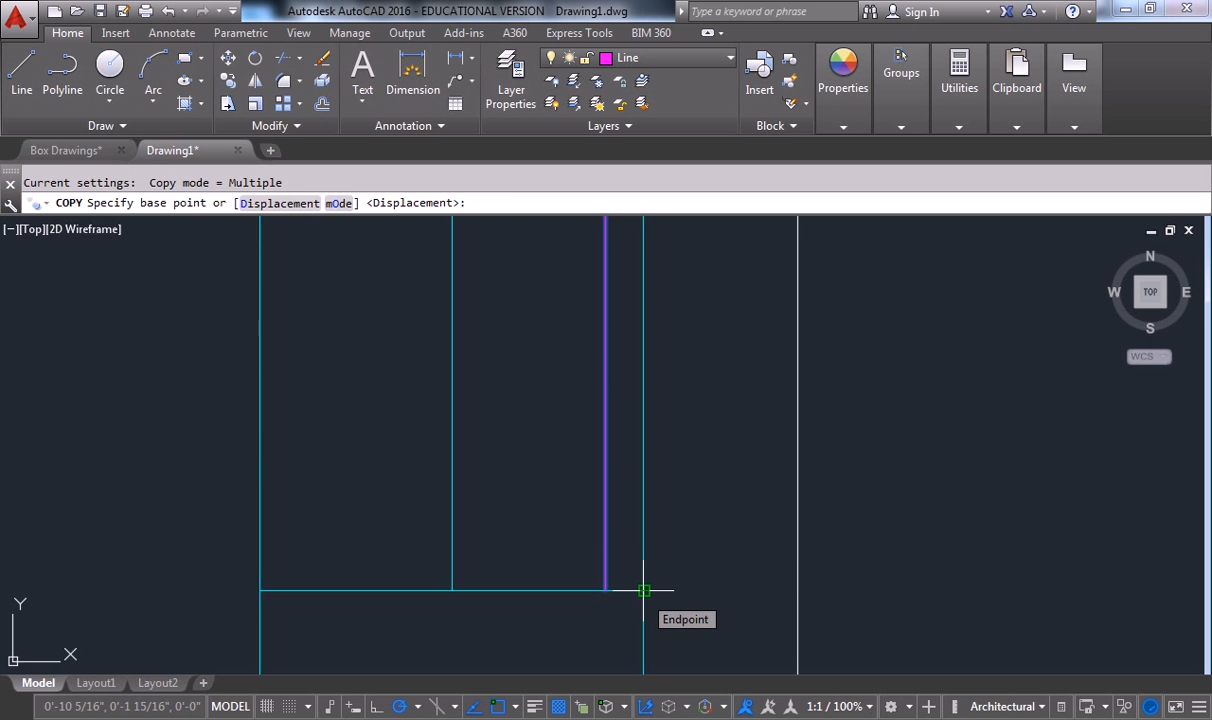 Autodesk AutoCAD 2016 - EDUCATIONAL VERSION Drawing1.dwg
Type a keyword or phrase
Sign In
Home Insert Annotate Parametric View Manage Output Add-ins A360 Express Tools BIM 360
Line
Line Polyline Circle Arc Text Dimension Layer Properties Insert Properties Groups Utilities Clipboard View
Draw Modify Annotation Layers Block
Box Drawings* Drawing1*
Current settings: Copy mode = Multiple
COPY Specify base point or [Displacement mOde] <Displacement>:
[−][Top][2D Wireframe]
N
W TOP E
S
WCS
Endpoint
Y
X
Model Layout1 Layout2
0'-10 5/16", 0'-1 15/16", 0'-0" MODEL 1:1 / 100% Architectural